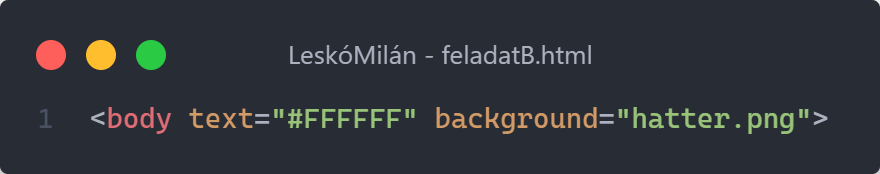 LeskóMilán - feladatB.html
1 <body text="#FFFFFF" background="hatter.png">